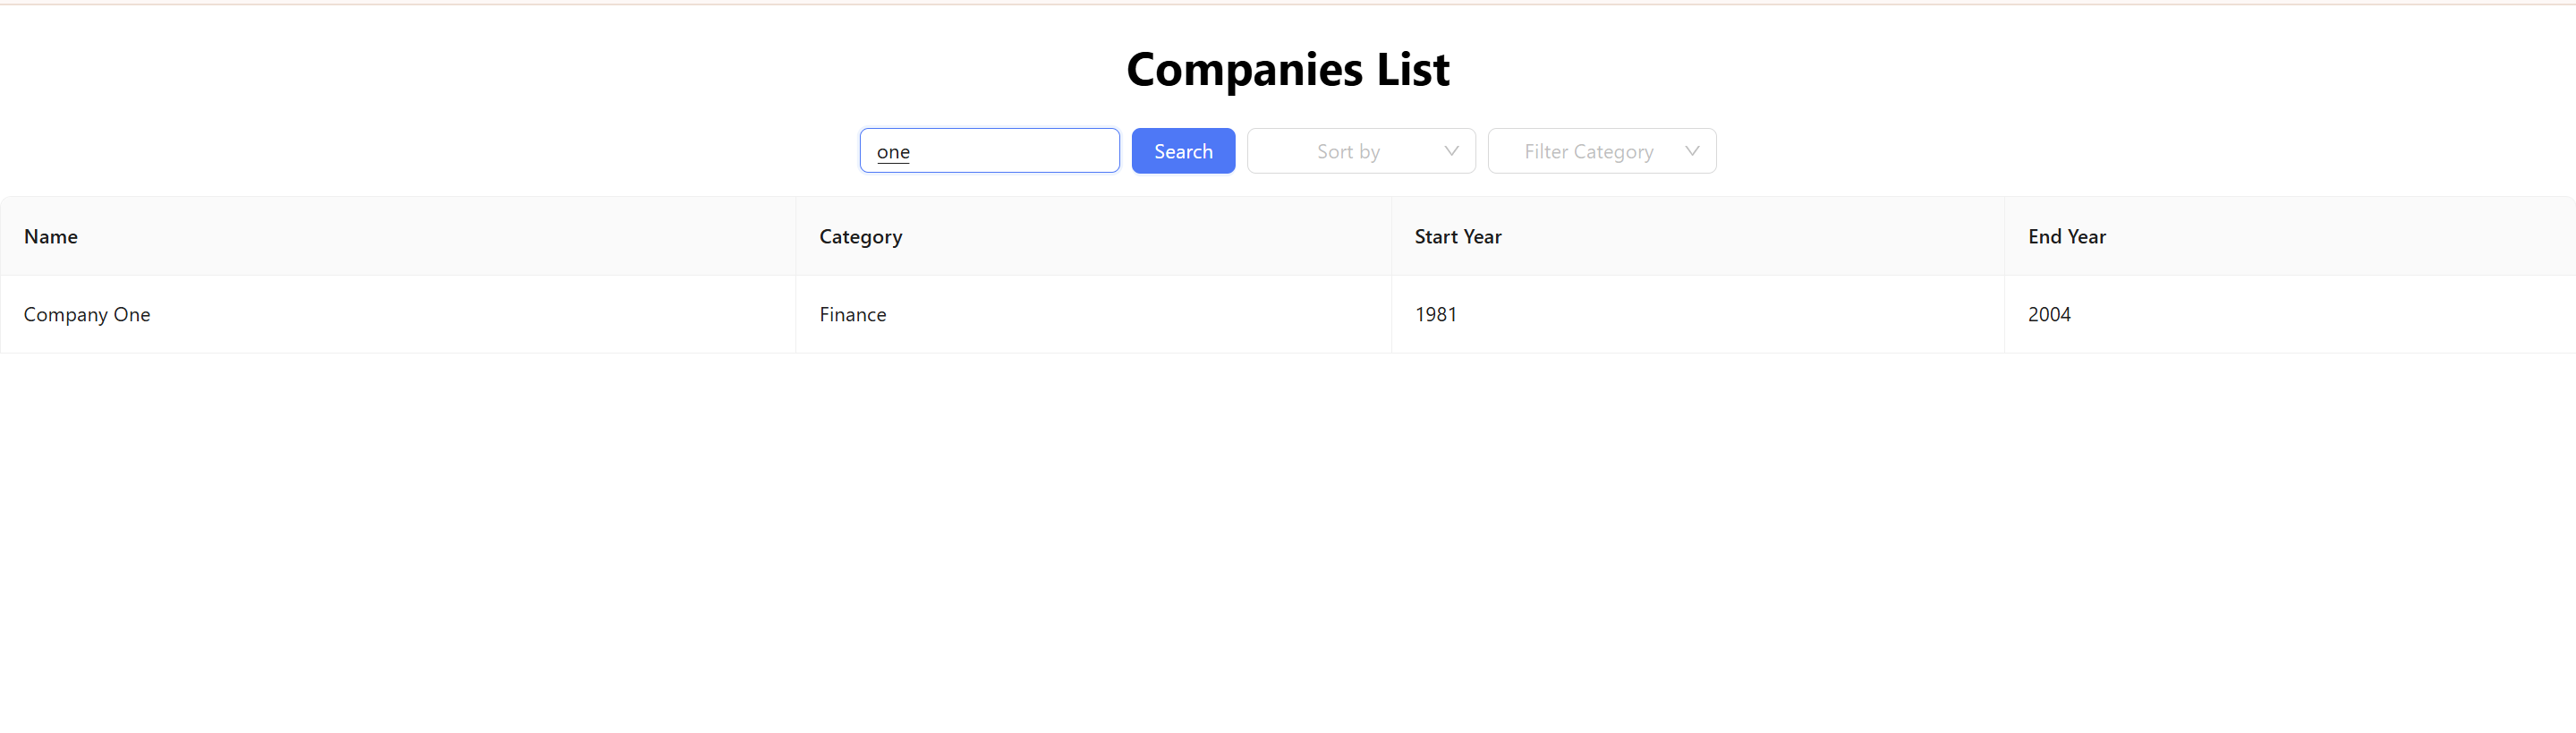 Companies List
one Search Sort by Filter Category
Name Category Start Year End Year
Company One Finance 1981 2004